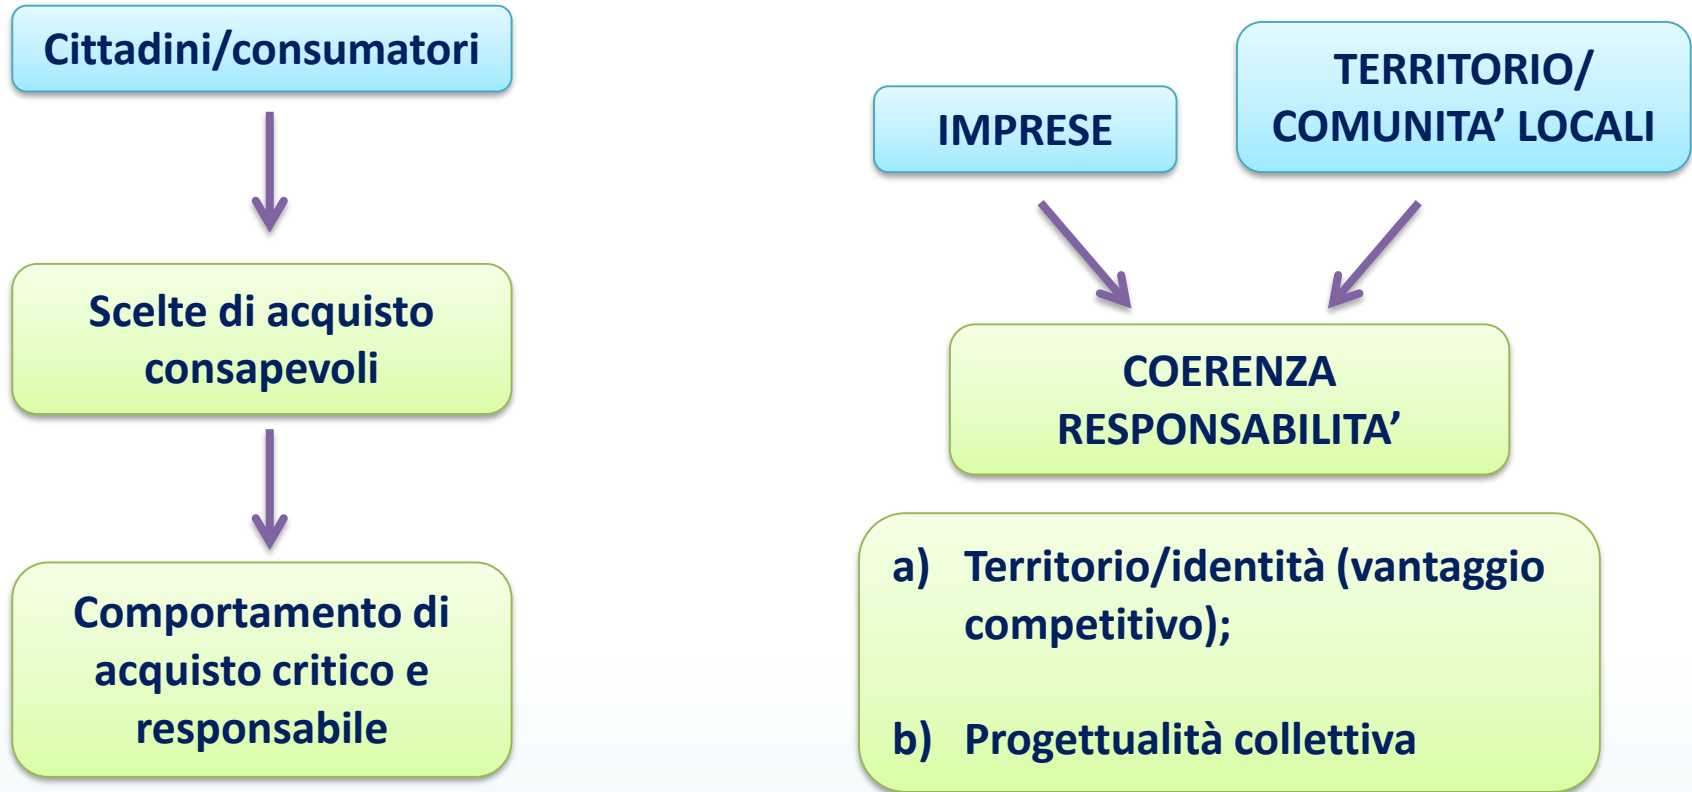 Cittadini/consumatori
Scelte di acquisto
consapevoli
Comportamento di
acquisto critico e
responsabile
IMPRESE
TERRITORIO/
COMUNITA’ LOCALI
COERENZA
RESPONSABILITA’
a) Territorio/identità (vantaggio
competitivo);
b) Progettualità collettiva